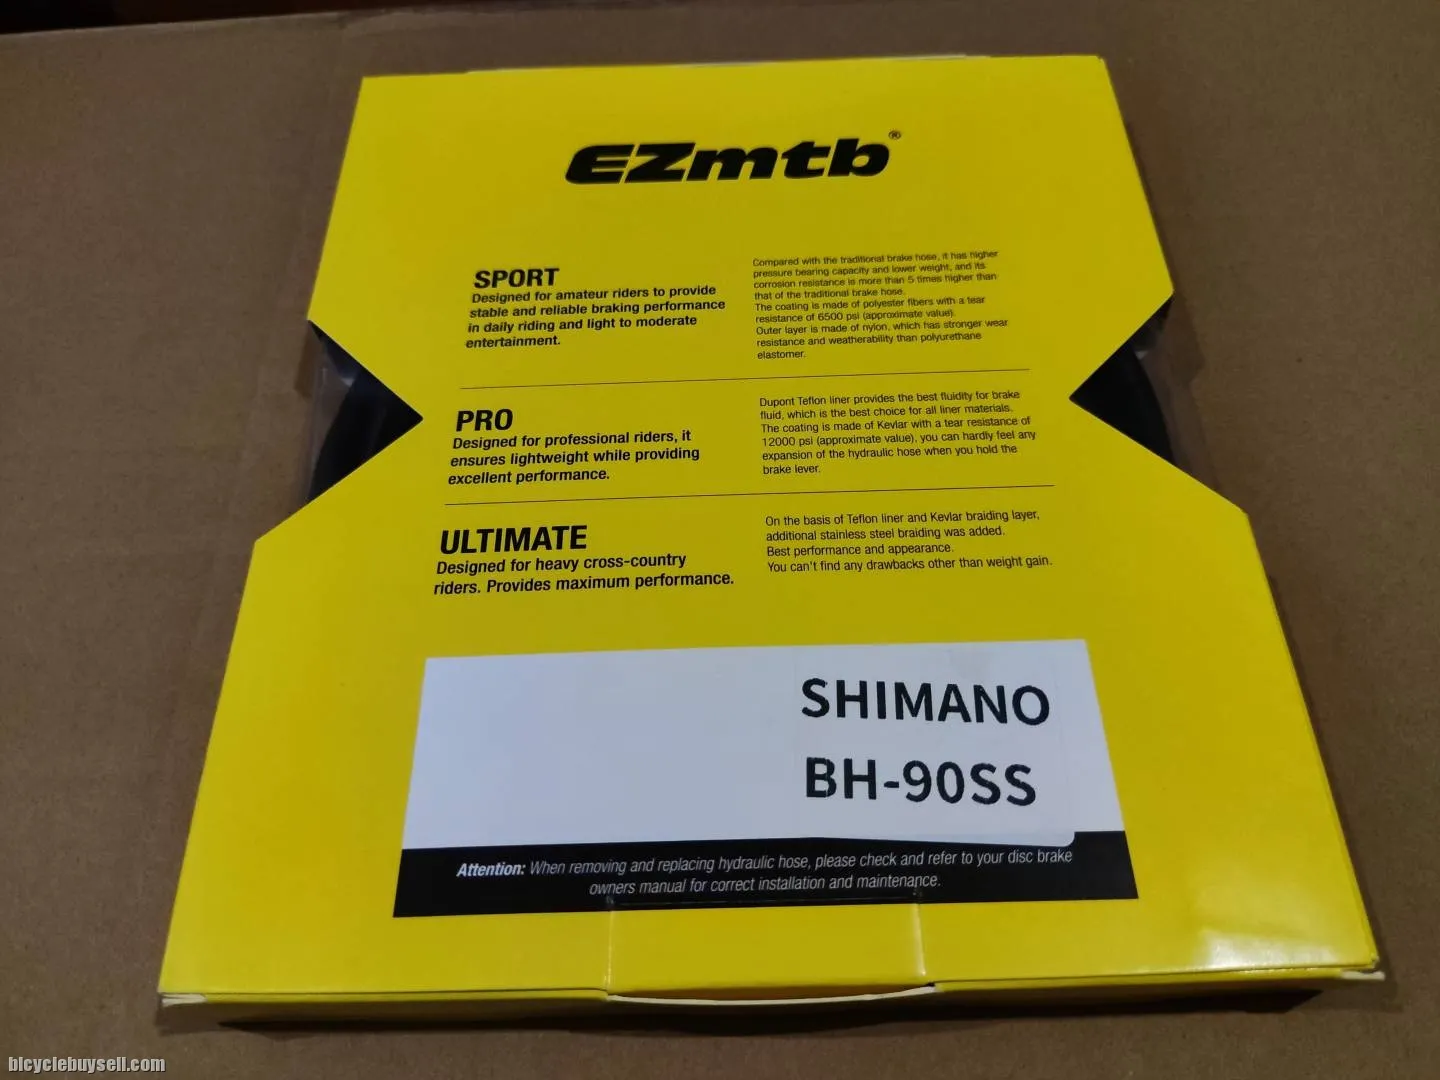 EZmtb®
SPORT
Designed for amateur riders to provide
stable and reliable braking performance
in daily riding and light to moderate
entertainment.
Compared with the traditional brake hose, it has higher
pressure bearing capacity and lower weight, and its
corrosion resistance is more than 5 times higher than
that of the traditional brake hose.
The coating is made of polyester fibers with a tear
resistance of 6500 psi (approximate value).
Outer layer is made of nylon, which has stronger wear
resistance and weatherability than polyurethane
elastomer.
PRO
Designed for professional riders, it
ensures lightweight while providing
excellent performance.
Dupont Teflon liner provides the best fluidity for brake
fluid, which is the best choice for all liner materials.
The coating is made of Kevlar with a tear resistance of
12000 psi (approximate value), you can hardly feel any
expansion of the hydraulic hose when you hold the
brake lever.
ULTIMATE
Designed for heavy cross-country
riders. Provides maximum performance.
On the basis of Teflon liner and Kevlar braiding layer,
additional stainless steel braiding was added.
Best performance and appearance.
You can't find any drawbacks other than weight gain.
SHIMANO
BH-90SS
Attention: When removing and replacing hydraulic hose, please check and refer to your disc brake
owners manual for correct installation and maintenance.
bicyclebuysell.com